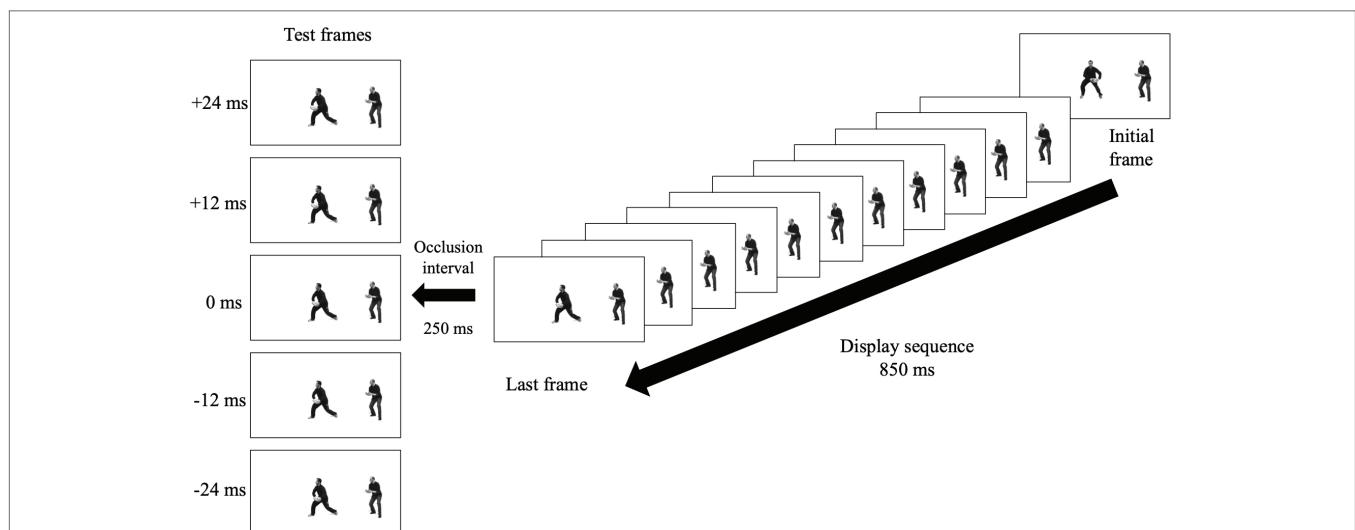 Test frames
+24 ms
+12 ms
0 ms
-12 ms
-24 ms
Occlusion
interval
250 ms
Last frame
Display sequence
850 ms
Initial
frame